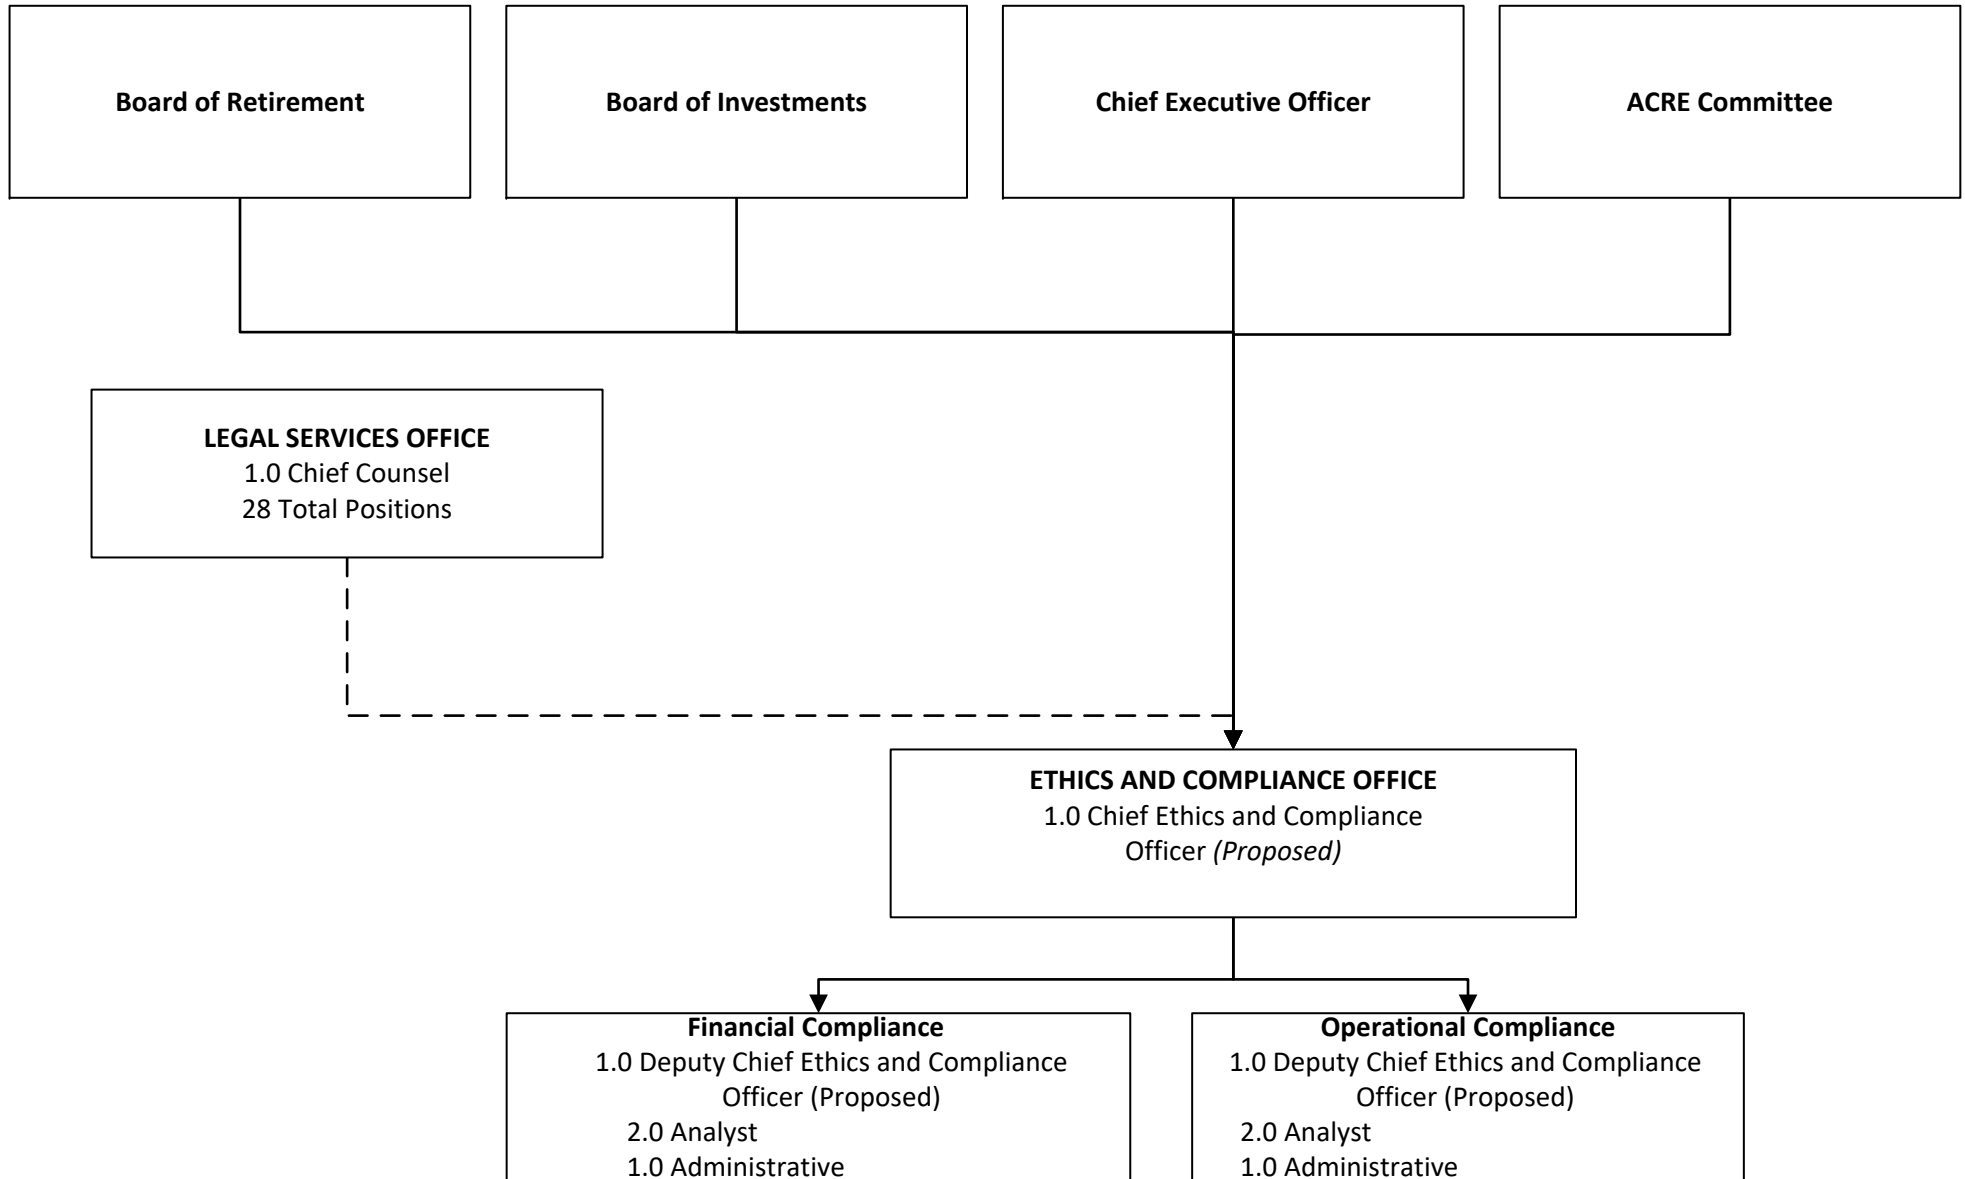 Board of Retirement
Board of Investments
Chief Executive Officer
ACRE Committee
LEGAL SERVICES OFFICE
1.0 Chief Counsel
28 Total Positions
ETHICS AND COMPLIANCE OFFICE
1.0 Chief Ethics and Compliance
Officer (Proposed)
Financial Compliance
1.0 Deputy Chief Ethics and Compliance
Officer (Proposed)
2.0 Analyst
1.0 Administrative
Operational Compliance
1.0 Deputy Chief Ethics and Compliance
Officer (Proposed)
2.0 Analyst
1.0 Administrative